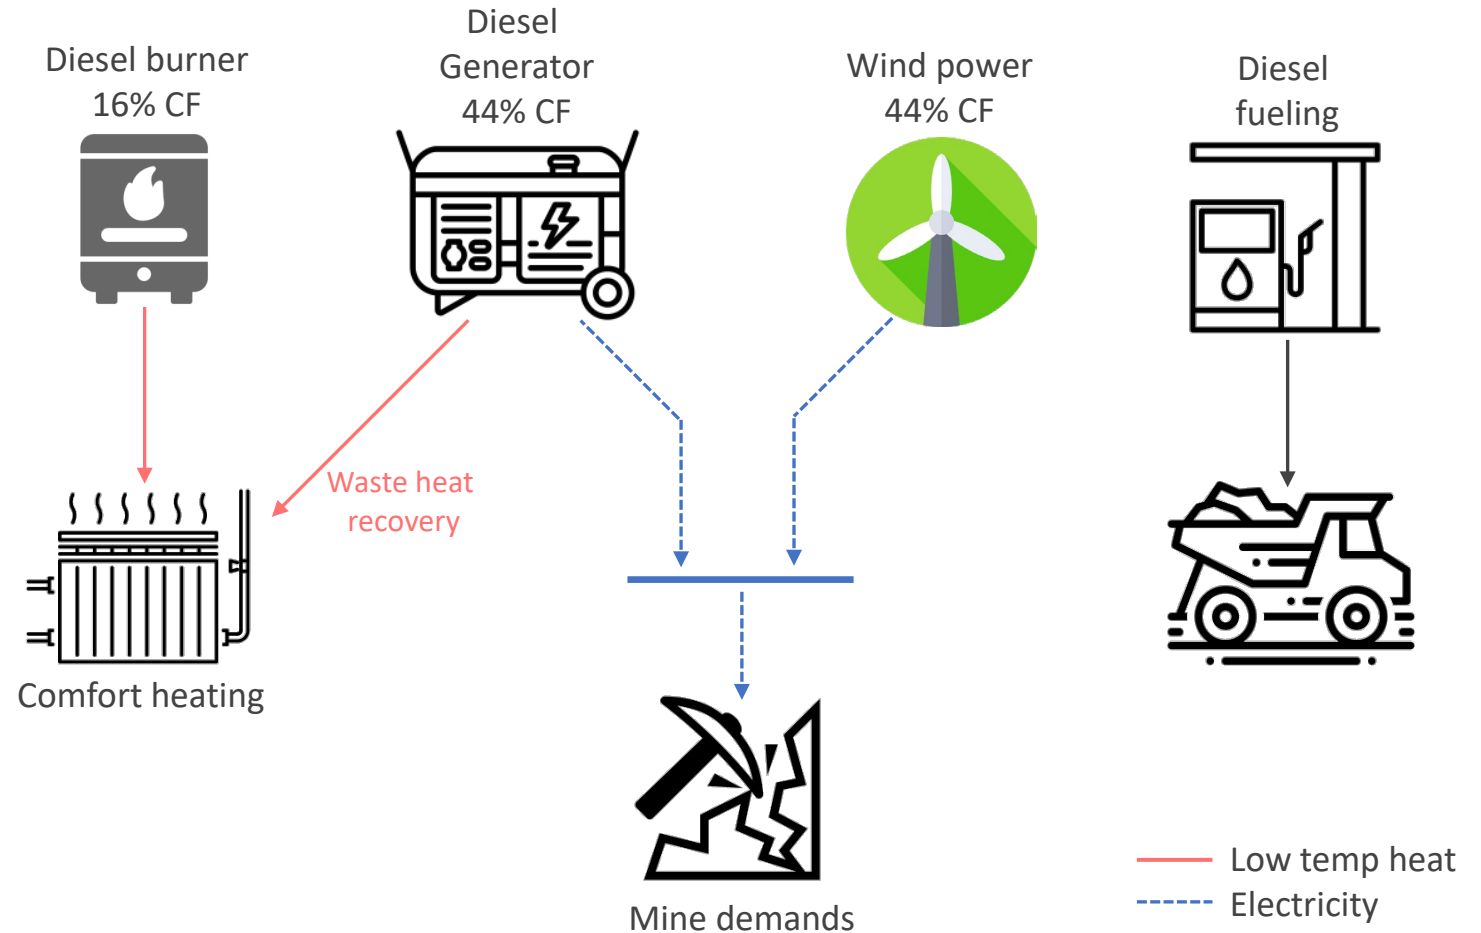 Diesel burner
16% CF
Diesel
Generator
44% CF
Wind power
44% CF
Diesel
fueling
Waste heat
recovery
Comfort heating
Mine demands
Low temp heat
Electricity